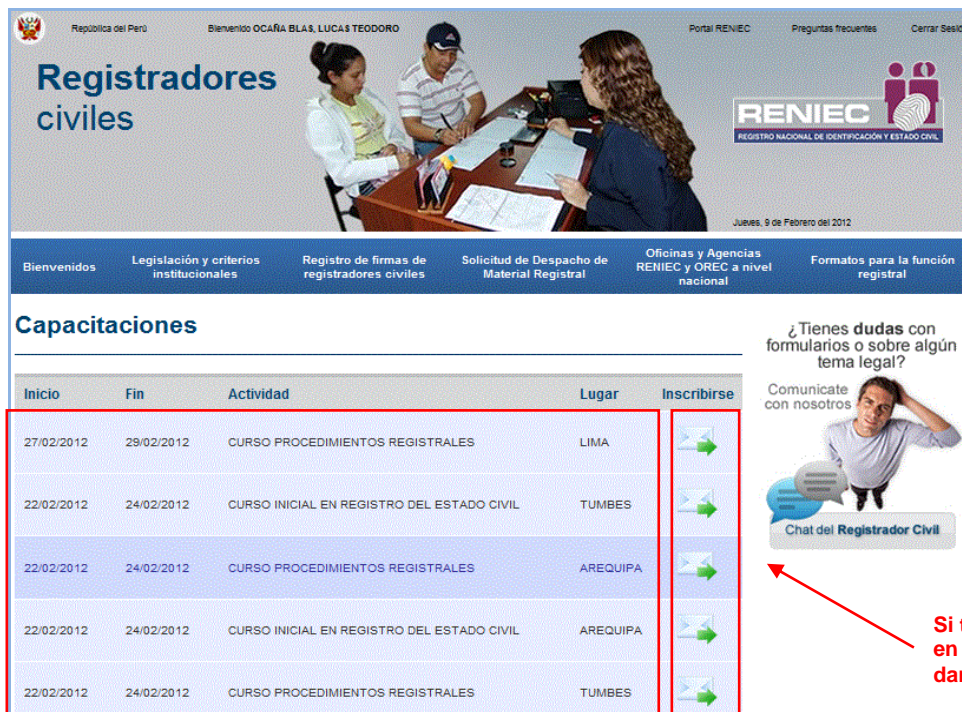 República del Perú Bienvenido OCAÑA BLAS, LUCAS TEODORO Portal RENIEC Preguntas frecuentes Cerrar Sesió
Registradores
civiles
RENIEC
REGISTRO NACIONAL DE IDENTIFICACIÓN Y ESTADO CIVIL
Jueves, 9 de Febrero del 2012
Bienvenidos
Legislación y criterios
institucionales
Registro de firmas de
registradores civiles
Solicitud de Despacho de
Material Registral
Oficinas y Agencias
RENIEC y OREC a nivel
nacional
Formatos para la función
registral
Capacitaciones
Inicio Fin Actividad Lugar Inscribirse
27/02/2012 29/02/2012 CURSO PROCEDIMIENTOS REGISTRALES LIMA
22/02/2012 24/02/2012 CURSO INICIAL EN REGISTRO DEL ESTADO CIVIL TUMBES
22/02/2012 24/02/2012 CURSO PROCEDIMIENTOS REGISTRALES AREQUIPA
22/02/2012 24/02/2012 CURSO INICIAL EN REGISTRO DEL ESTADO CIVIL AREQUIPA
22/02/2012 24/02/2012 CURSO PROCEDIMIENTOS REGISTRALES TUMBES
¿Tienes dudas con
formularios o sobre algún
tema legal?
Comunicate
con nosotros
Chat del Registrador Civil
Si
en
dar